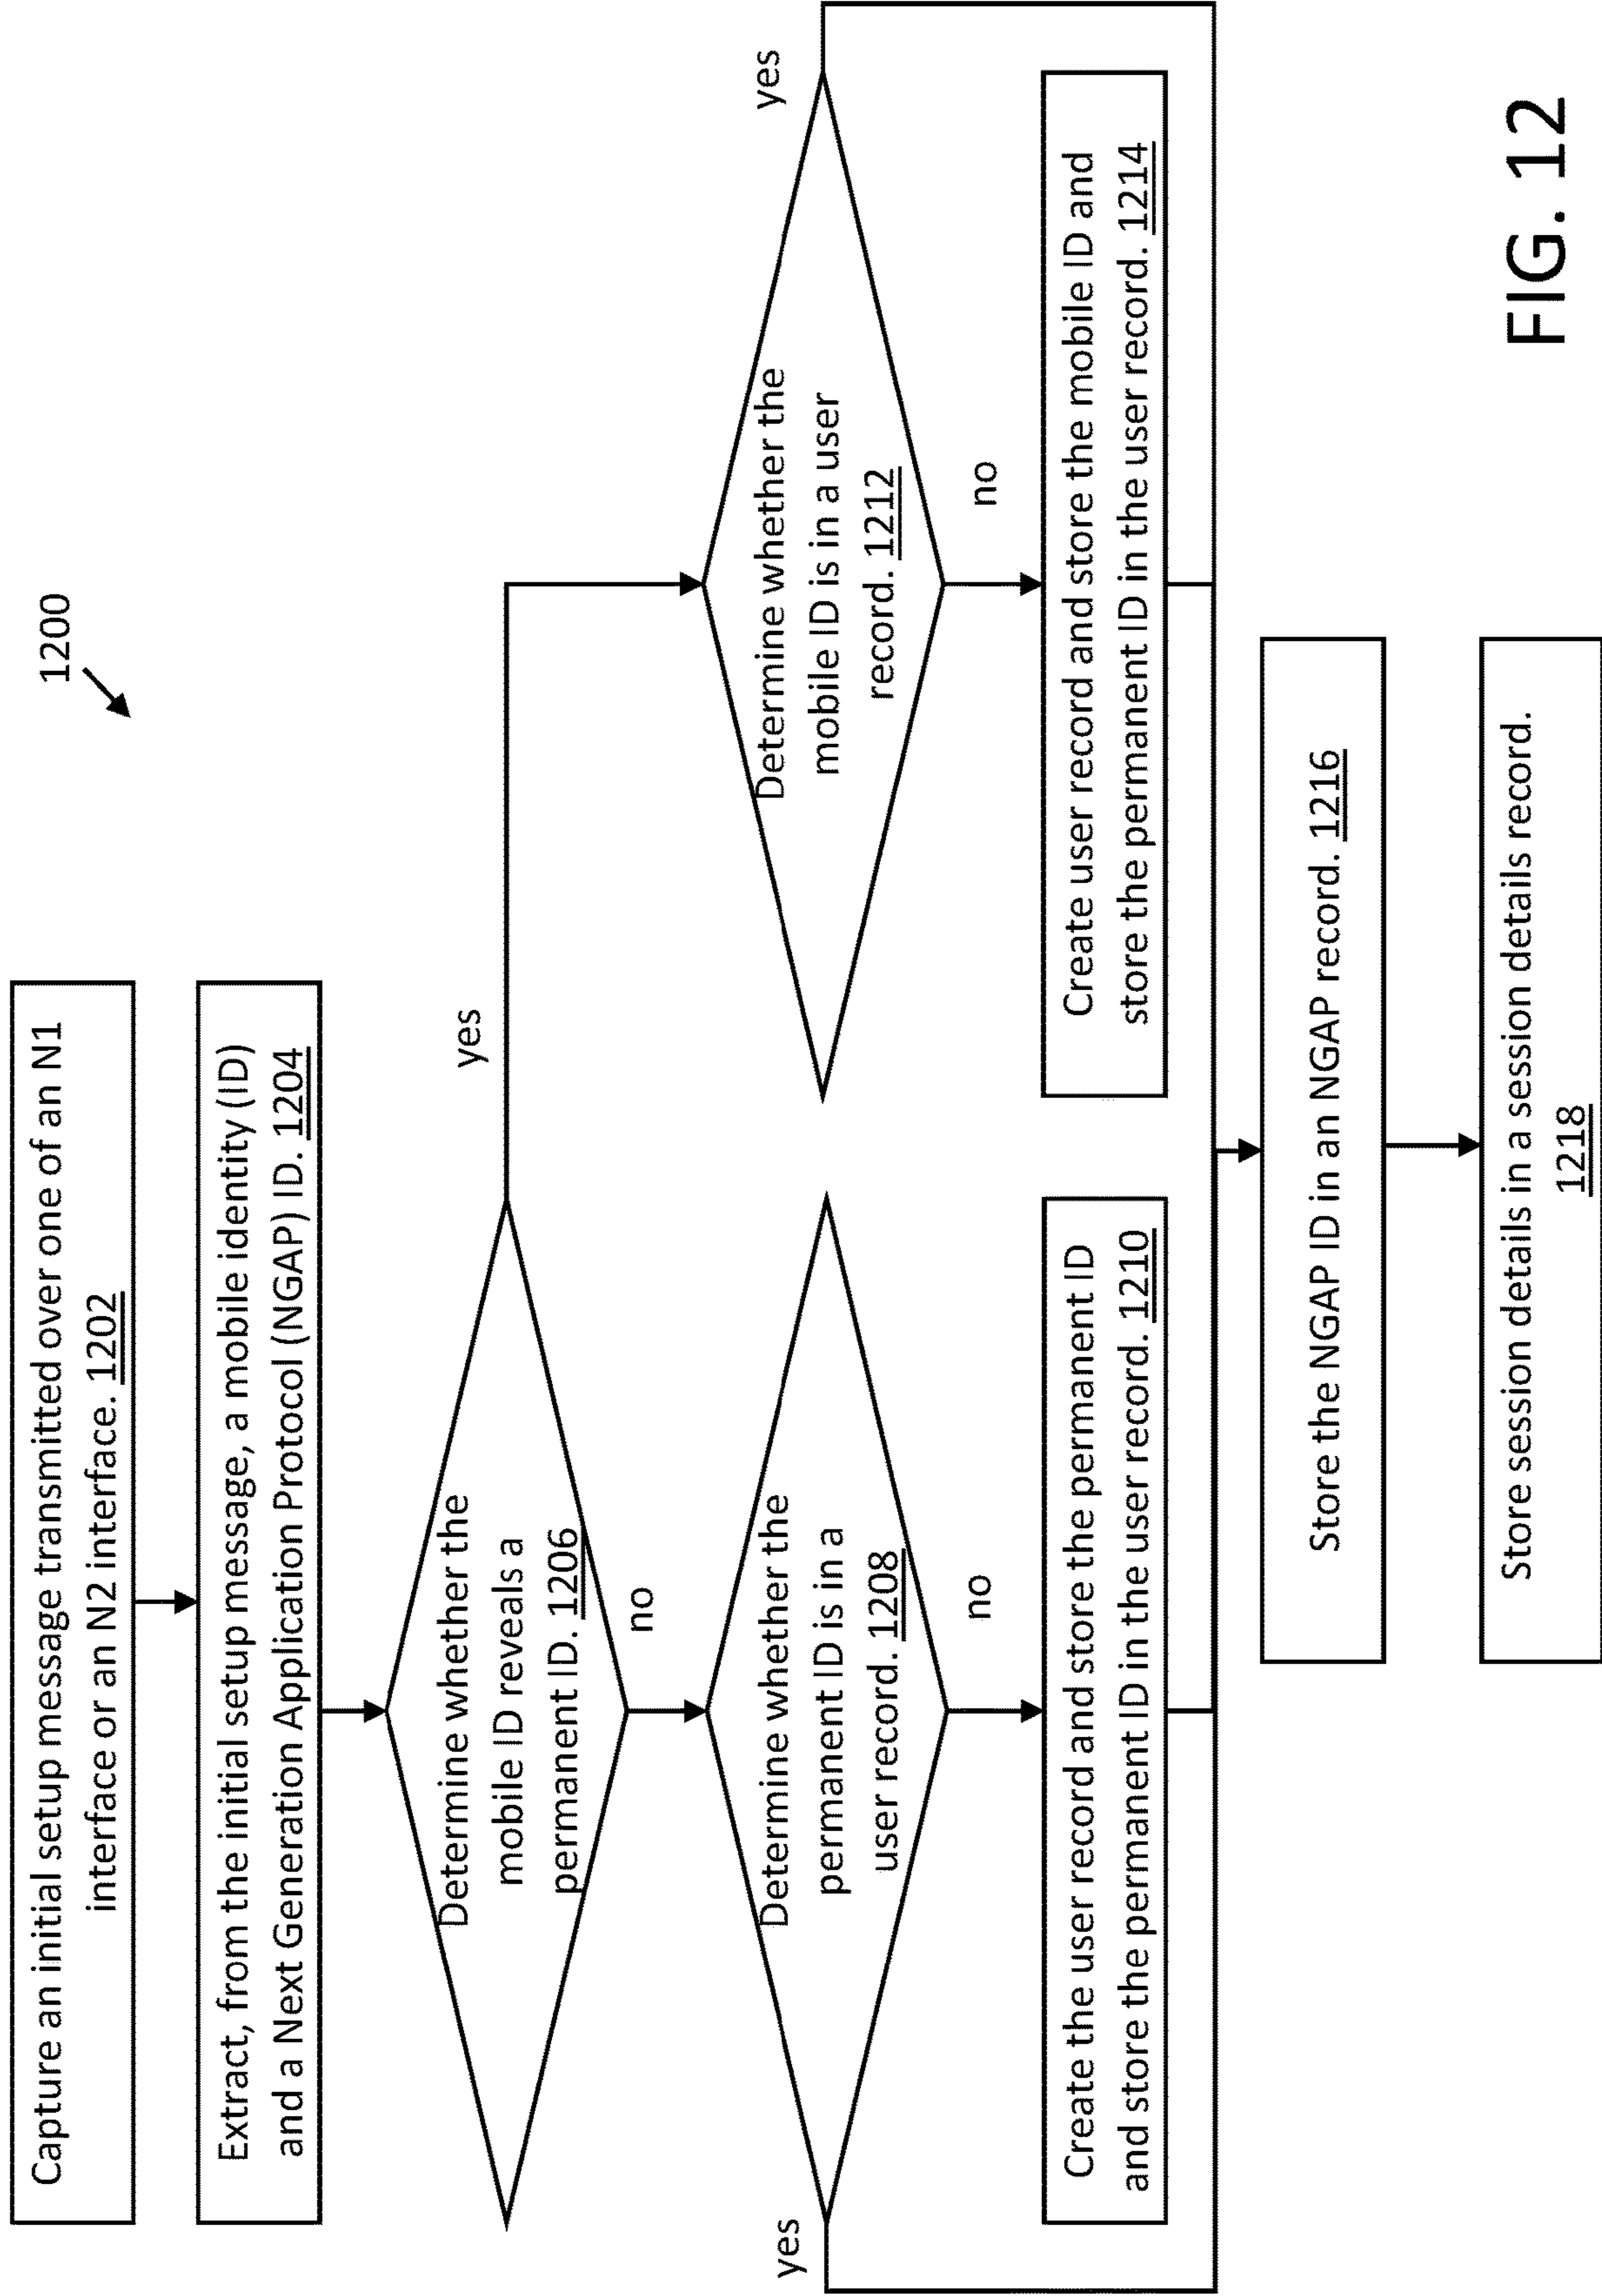 1200
Capture an initial setup message transmitted over one of an N1
interface or an N2 interface. 1202
Extract, from the initial setup message, a mobile identity (ID)
and a Next Generation Application Protocol (NGAP) ID. 1204
Determine whether the
mobile ID reveals a
permanent ID. 1206
yes
no
Determine whether the
permanent ID is in a
user record. 1208
yes
no
Determine whether the
mobile ID is in a user
record. 1212
yes
no
Create the user record and store the permanent ID
and store the permanent ID in the user record. 1210
Create user record and store the mobile ID and
store the permanent ID in the user record. 1214
Store the NGAP ID in an NGAP record. 1216
Store session details in a session details record.
1218
FIG. 12